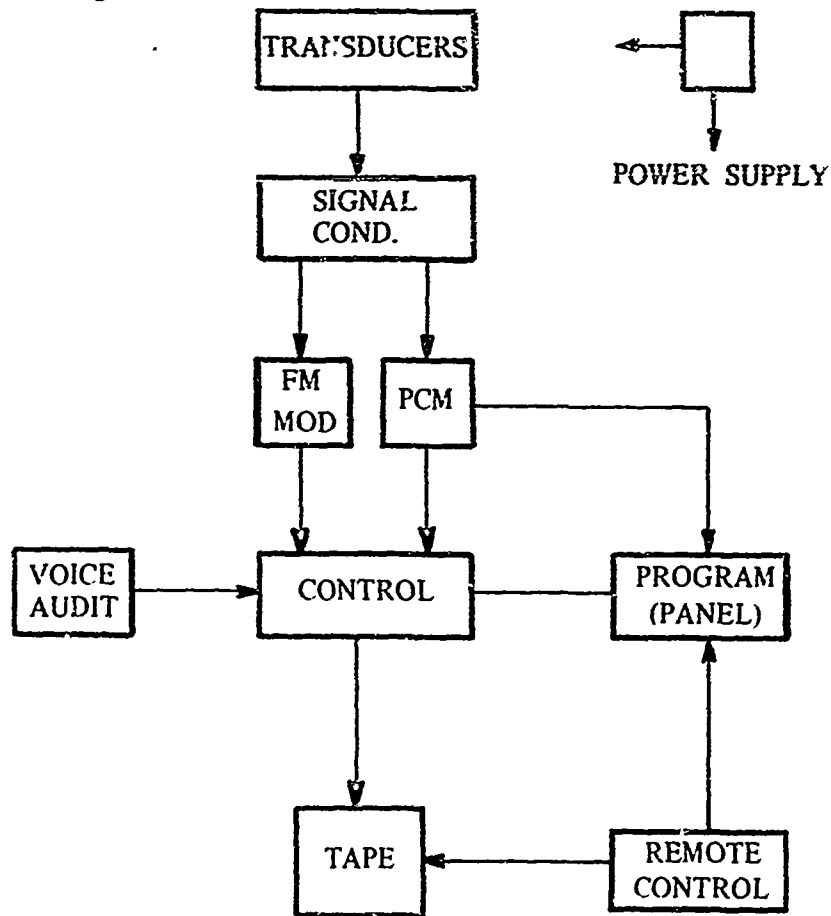 TRANSDUCERS
POWER SUPPLY
SIGNAL
COND.
FM
MOD
PCM
VOICE
AUDIT
CONTROL
PROGRAM
(PANEL)
TAPE
REMOTE
CONTROL